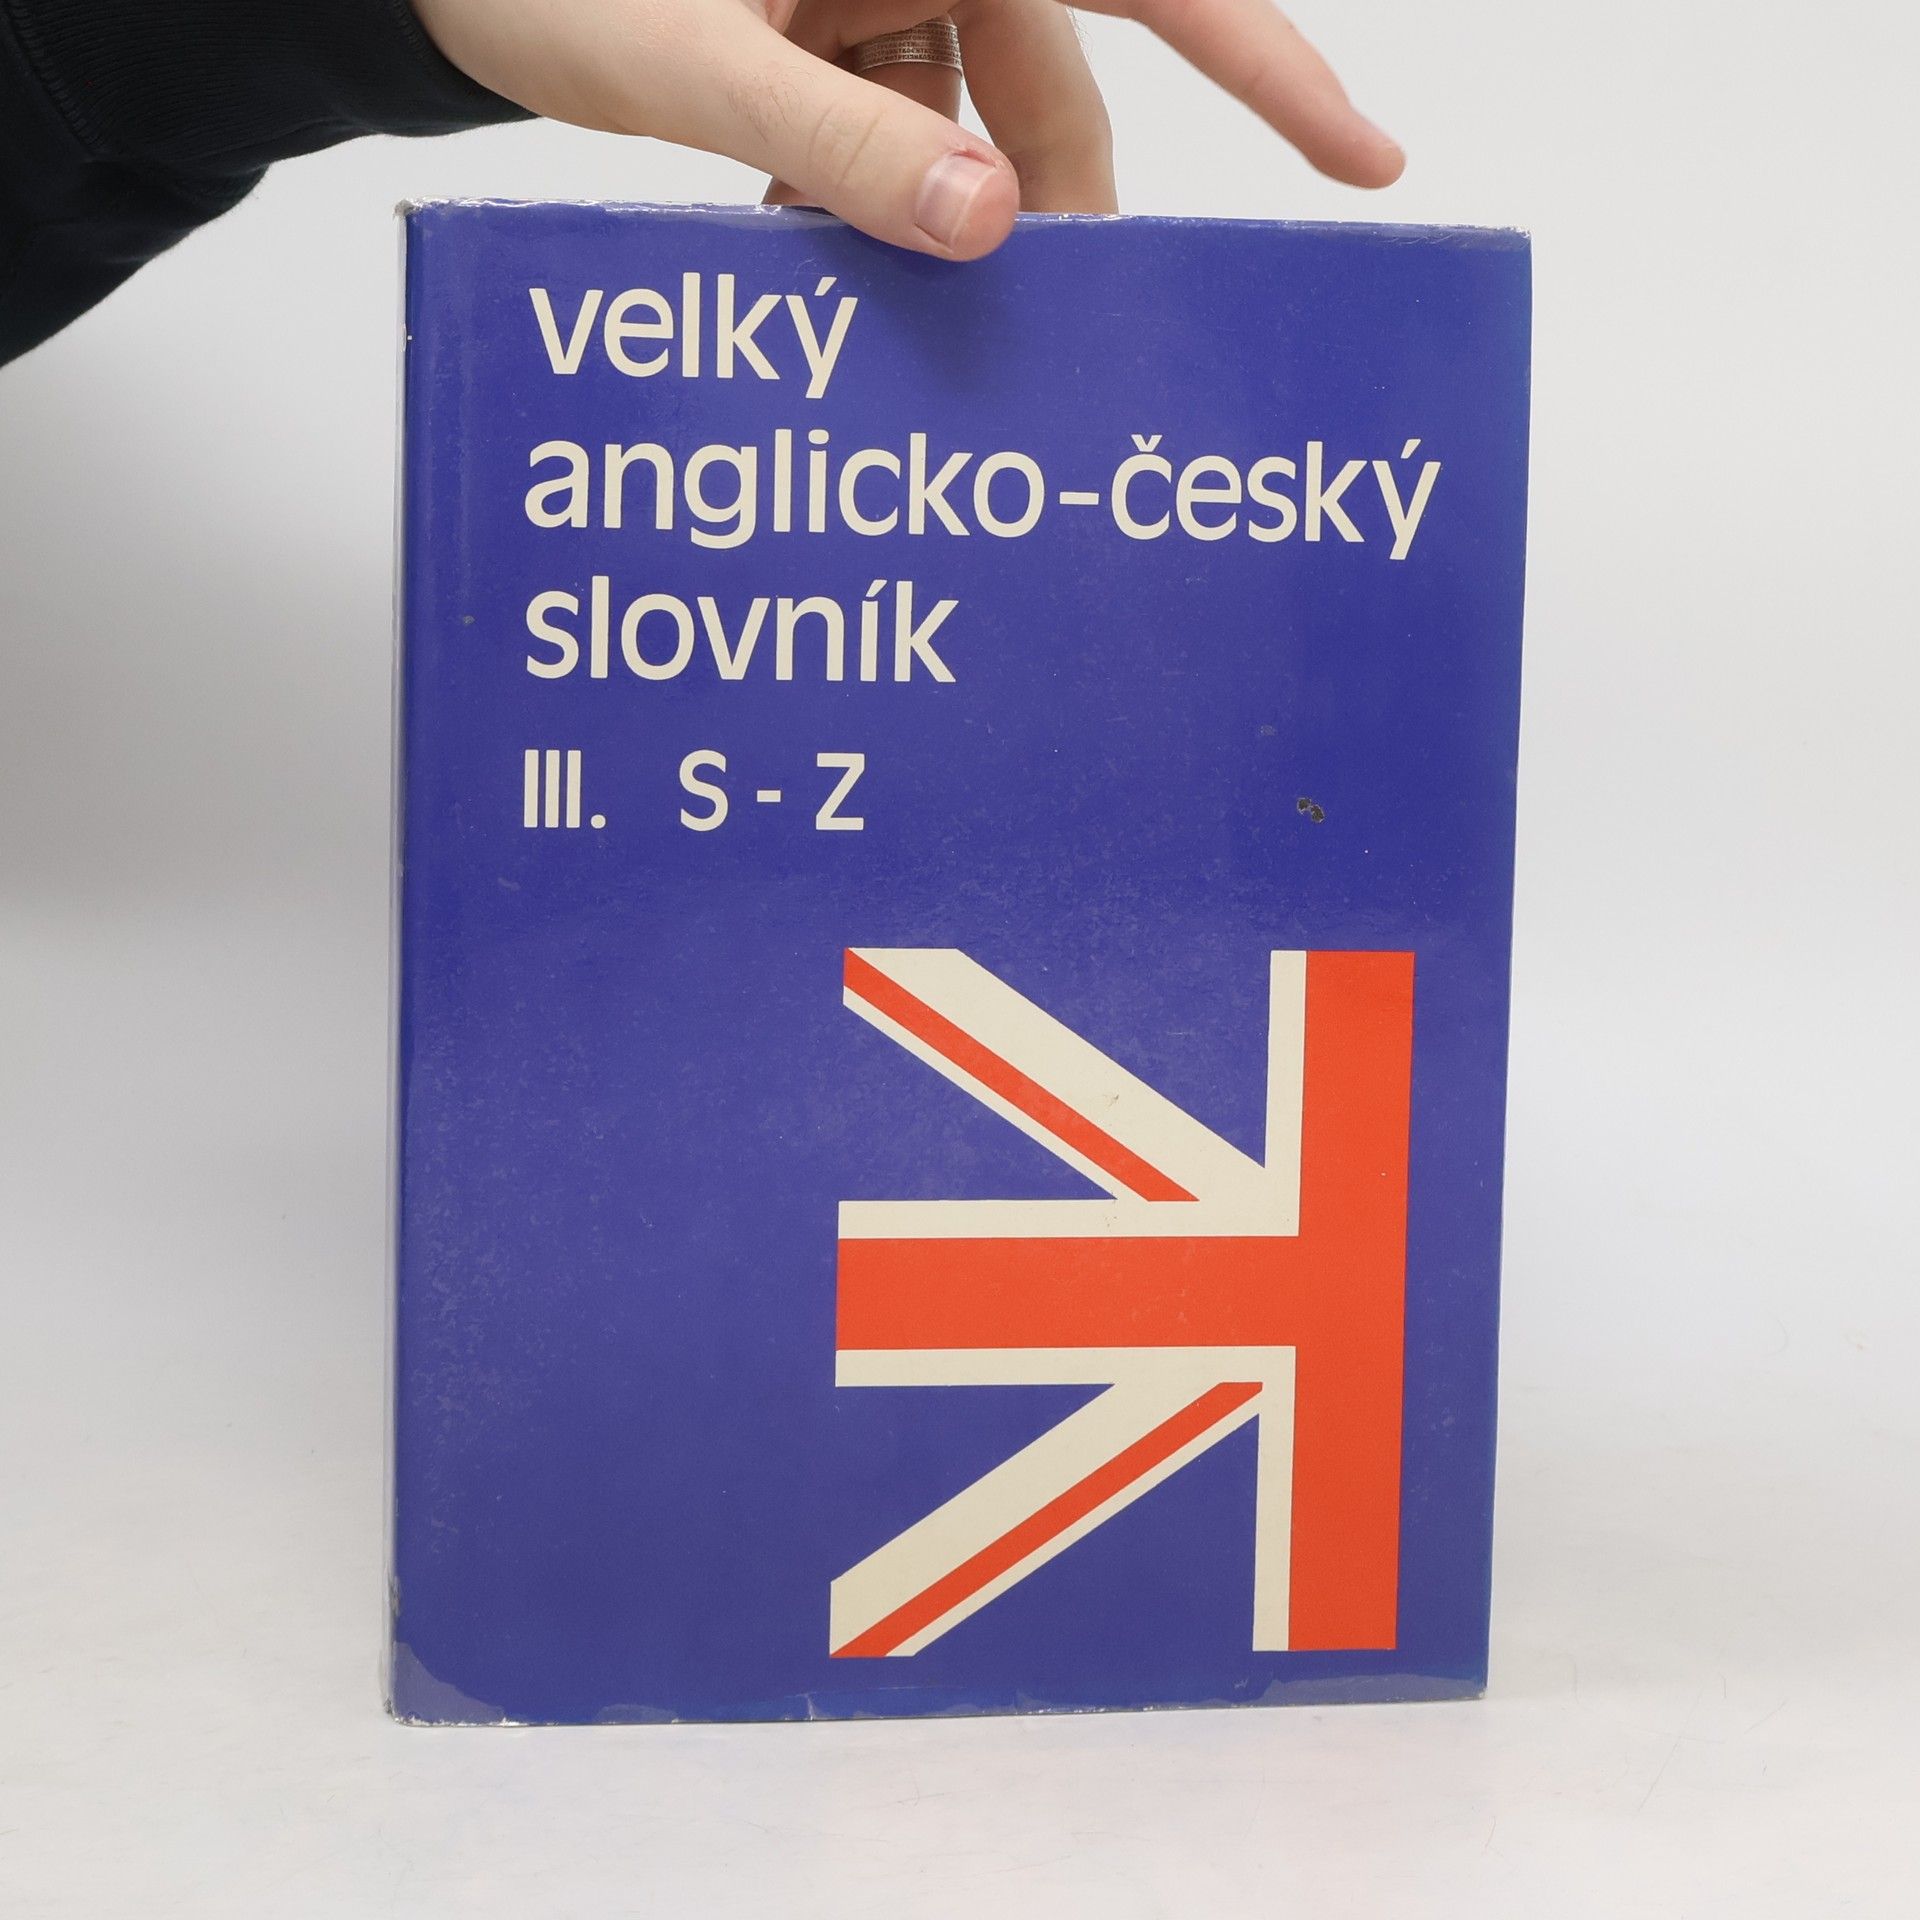 velký
anglicko-český
slovník
III. S - Z